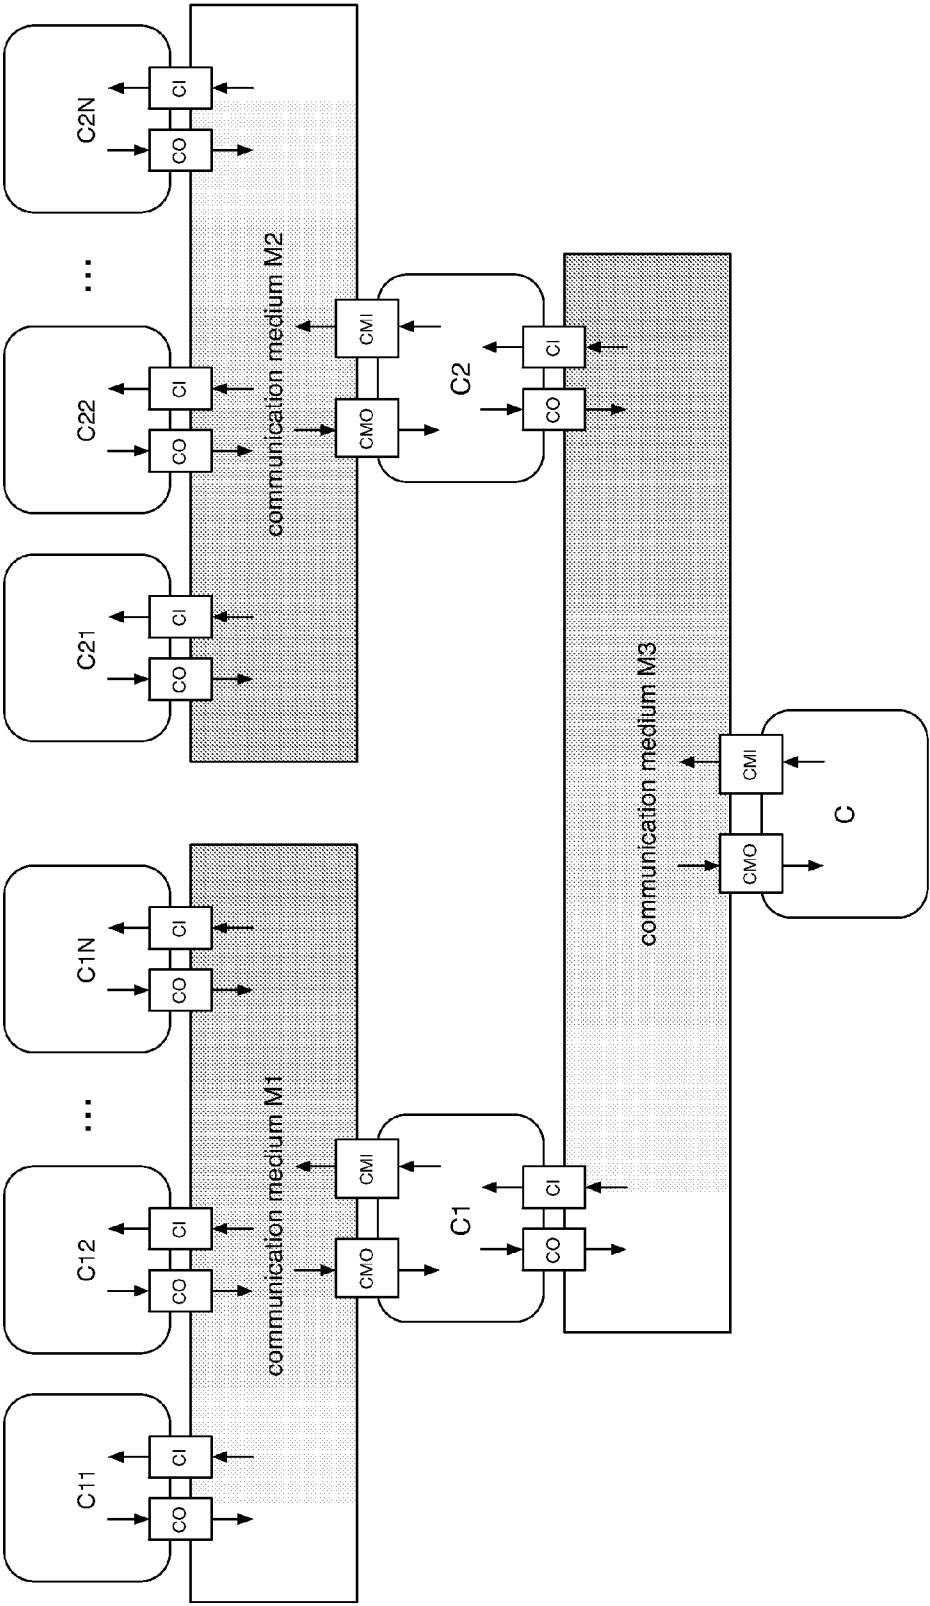 C11
C12
...
C1N
C21
C22
...
C2N
CO
CI
CO
CI
CO
CI
CO
CI
CO
CI
CO
CI
communication medium M1
communication medium M2
CMO
CMI
CMO
CMI
C1
C2
CO
CI
CO
CI
communication medium M3
CMO
CMI
C